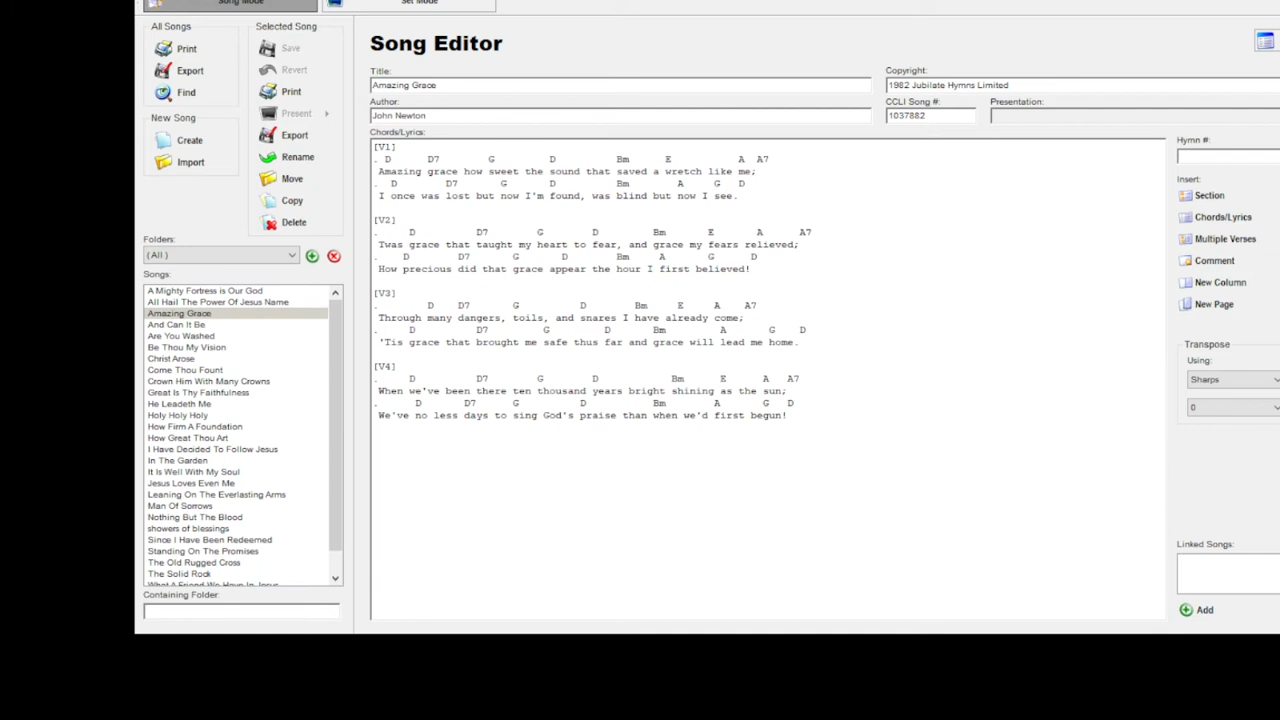 Song Mode
Set Mode
All Songs
Print
Export
Find
New Song
Create
Import
Selected Song
Save
Revert
Print
Present
Export
Rename
Move
Copy
Delete
Folders:
( All )
Songs:
A Mighty Fortress is Our God
All Hail The Power Of Jesus Name
Amazing Grace
And Can It Be
Are You Washed
Be Thou My Vision
Christ Arose
Come Thou Fount
Crown Him With Many Crowns
Great Is Thy Faithfulness
He Leadeth Me
Holy Holy Holy
How Firm A Foundation
How Great Thou Art
I Have Decided To Follow Jesus
In The Garden
It Is Well With My Soul
Jesus Loves Even Me
Leaning On The Everlasting Arms
Man Of Sorrows
Nothing But The Blood
showers of blessings
Since I Have Been Redeemed
Standing On The Promises
The Old Rugged Cross
The Solid Rock
What A Friend We Have In Jesus
Containing Folder:
Song Editor
Title:
Amazing Grace
Copyright:
1982 Jubilate Hymns Limited
Author:
John Newton
CCLI Song #:
1037882
Presentation:
Chords/Lyrics:
[V1]
. D D7 G D Bm E A A7
Amazing grace how sweet the sound that saved a wretch like me;
. D D7 G D Bm A G D
I once was lost but now I'm found, was blind but now I see.
[V2]
. D D7 G D Bm E A A7
Twas grace that taught my heart to fear, and grace my fears relieved;
. D D7 G D Bm A G D
How precious did that grace appear the hour I first believed!
[V3]
. D D7 G D Bm E A A7
Through many dangers, toils, and snares I have already come;
. D D7 G D Bm A G D
'Tis grace that brought me safe thus far and grace will lead me home.
[V4]
. D D7 G D Bm E A A7
When we've been there ten thousand years bright shining as the sun;
. D D7 G D Bm A G D
We've no less days to sing God's praise than when we'd first begun!
Hymn #:
Insert:
Section
Chords/Lyrics
Multiple Verses
Comment
New Column
New Page
Transpose
Using:
Sharps
0
Linked Songs:
Add